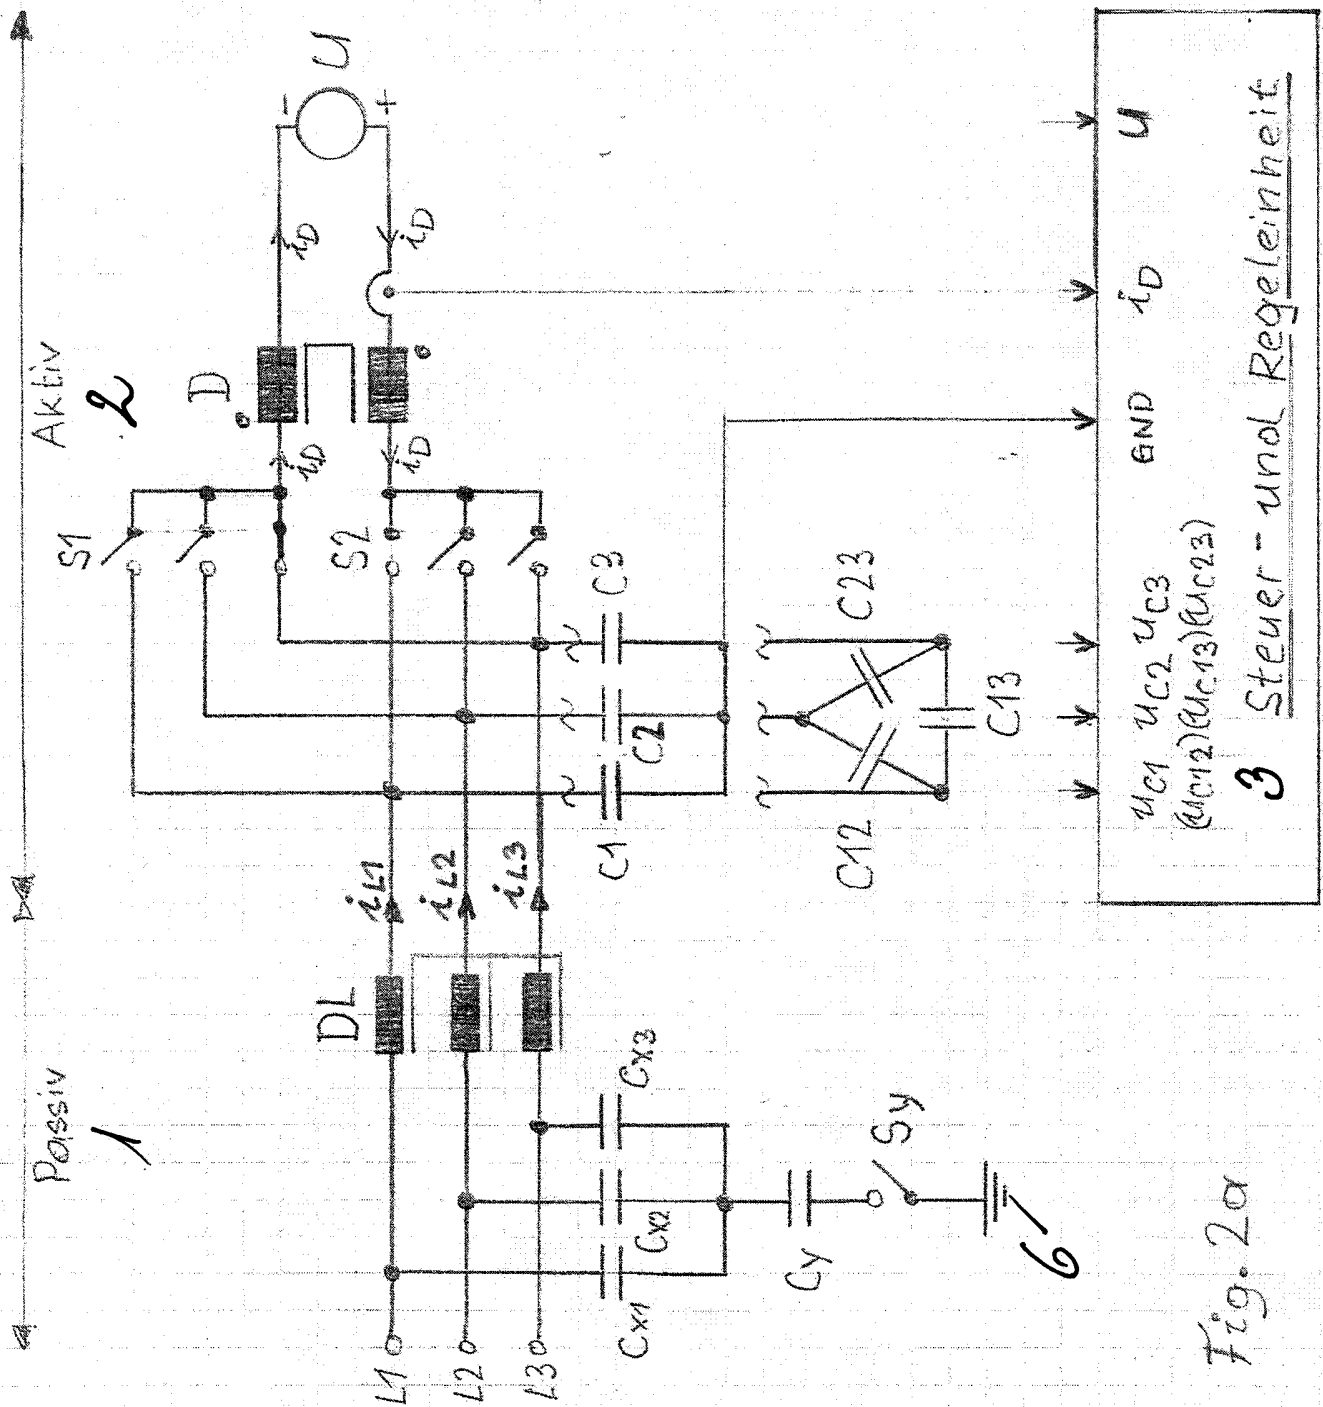 Passiv
Aktiv
1
2
S1
D
-
U
+
iD
iD
iD
iD
S2
DL
iL1
iL2
iL3
L1
L2
L3
Cx1
Cx2
Cx3
C1
C2
C3
Cy
Sy
6
C12
C23
C13
uC1 uC2 uC3
(uC12)(uC13)(uC23)
GND
iD
U
3
Steuer- und Regeleinheit
Fig. 2a